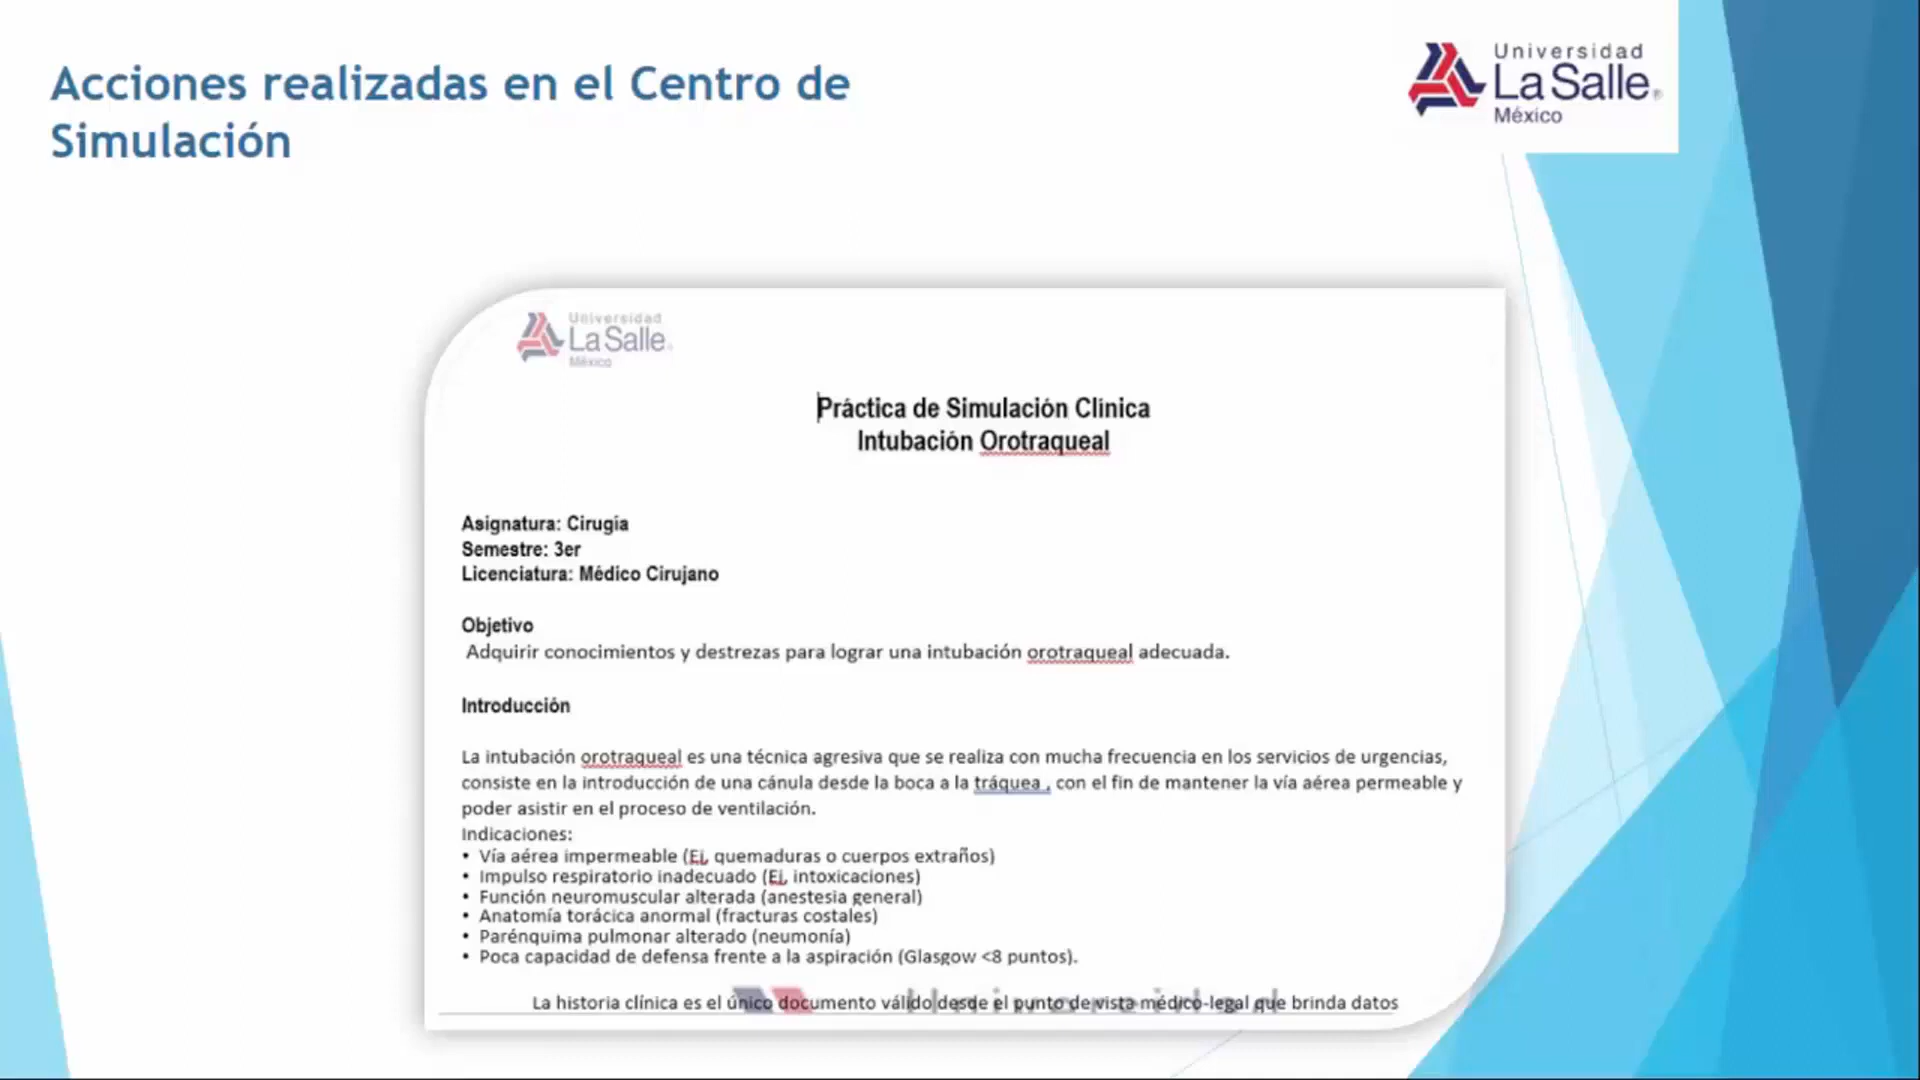 Acciones realizadas en el Centro de
Simulación
Universidad
La Salle®
México
Universidad
La Salle
México
Práctica de Simulación Clínica
Intubación Orotraqueal
Asignatura: Cirugía
Semestre: 3er
Licenciatura: Médico Cirujano
Objetivo
Adquirir conocimientos y destrezas para lograr una intubación orotraqueal adecuada.
Introducción
La intubación orotraqueal es una técnica agresiva que se realiza con mucha frecuencia en los servicios de urgencias,
consiste en la introducción de una cánula desde la boca a la tráquea , con el fin de mantener la vía aérea permeable y
poder asistir en el proceso de ventilación.
Indicaciones:
• Vía aérea impermeable (Ej. quemaduras o cuerpos extraños)
• Impulso respiratorio inadecuado (Ej. intoxicaciones)
• Función neuromuscular alterada (anestesia general)
• Anatomía torácica anormal (fracturas costales)
• Parénquima pulmonar alterado (neumonía)
• Poca capacidad de defensa frente a la aspiración (Glasgow <8 puntos).
La historia clínica es el único documento válido desde el punto de vista médico-legal que brinda datos